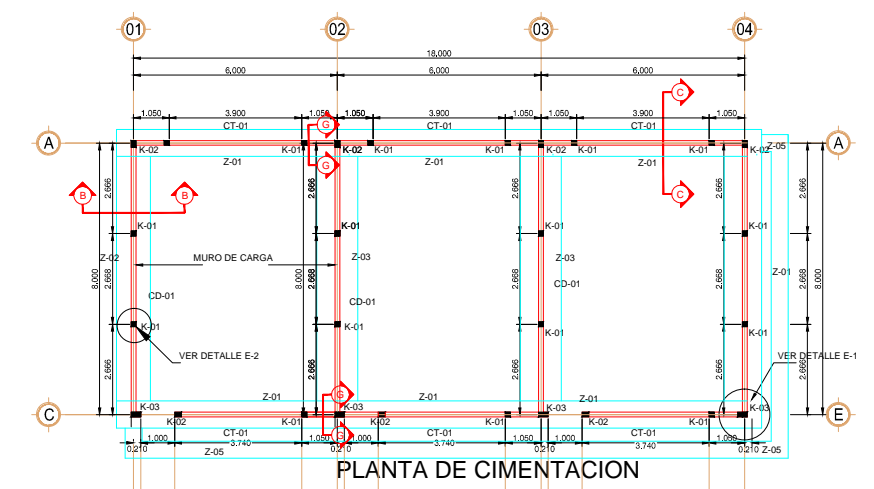 01 02 03 04
18,000
6,000 6,000 6,000
1.050 3.900 1.050 1.050 3.900 1.050 1.050 3.900 1.050
CT-01 G CT-01 C CT-01
A K-02 K-01 K-01 K-02 K-01 K-01 K-02 K-01 K-01 K-02 Z-05 A
Z-01 G Z-01 Z-01
2.666 2.666 2.666 2.666 2.666
B B C
K-01 K-01 K-01 K-01
Z-02 MURO DE CARGA Z-03 Z-03 Z-01
8.000 2.668 8.000 2.668 2.668 2.668 2.668 8.000
CD-01 CD-01 CD-01
K-01 K-01 K-01 K-01
VER DETALLE E-2 VER DETALLE E-1
2.666 2.666 2.666 2.666 2.666
Z-01 G Z-01 Z-01
K-03 K-03 K-03 K-03
C K-02 K-01 K-02 K-01 K-02 K-01 E
CT-01 G CT-01 CT-01
1.000 3.740 1.050 1.000 3.740 1.050 1.000 3.740 1.050
0.210 Z-05 0.210 0.210 Z-05
PLANTA DE CIMENTACION